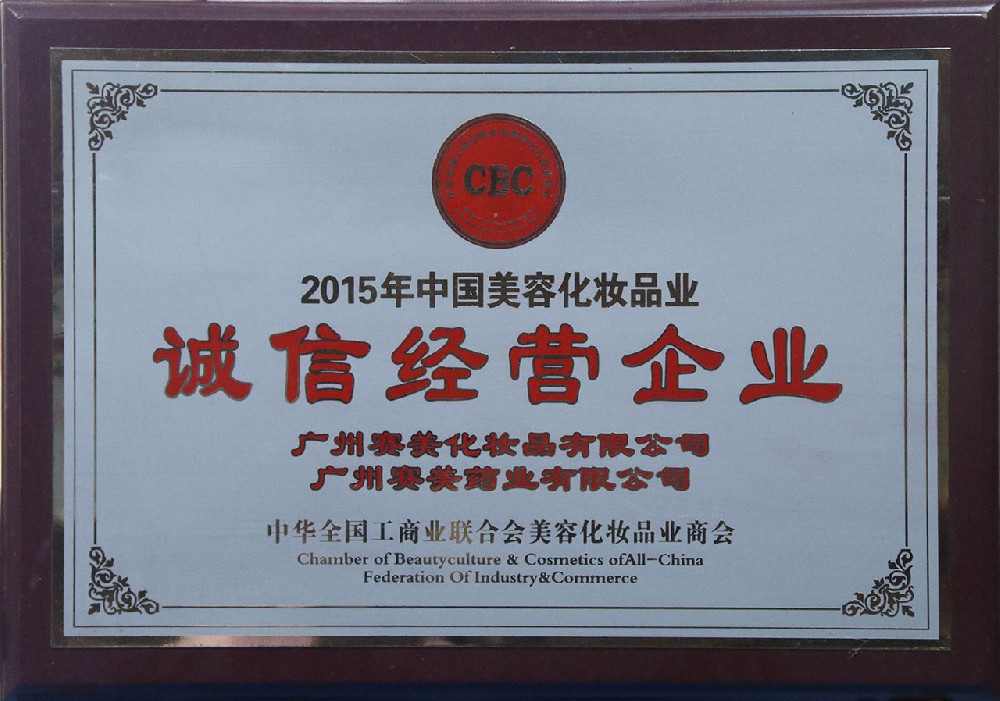 CBC
2015年中国美容化妆品业
诚信经营企业
广州赛美化妆品有限公司
广州赛美药业有限公司
中华全国工商业联合会美容化妆品业商会
Chamber of Beautyculture & Cosmetics ofAll-China
Federation Of Industry&Commerce